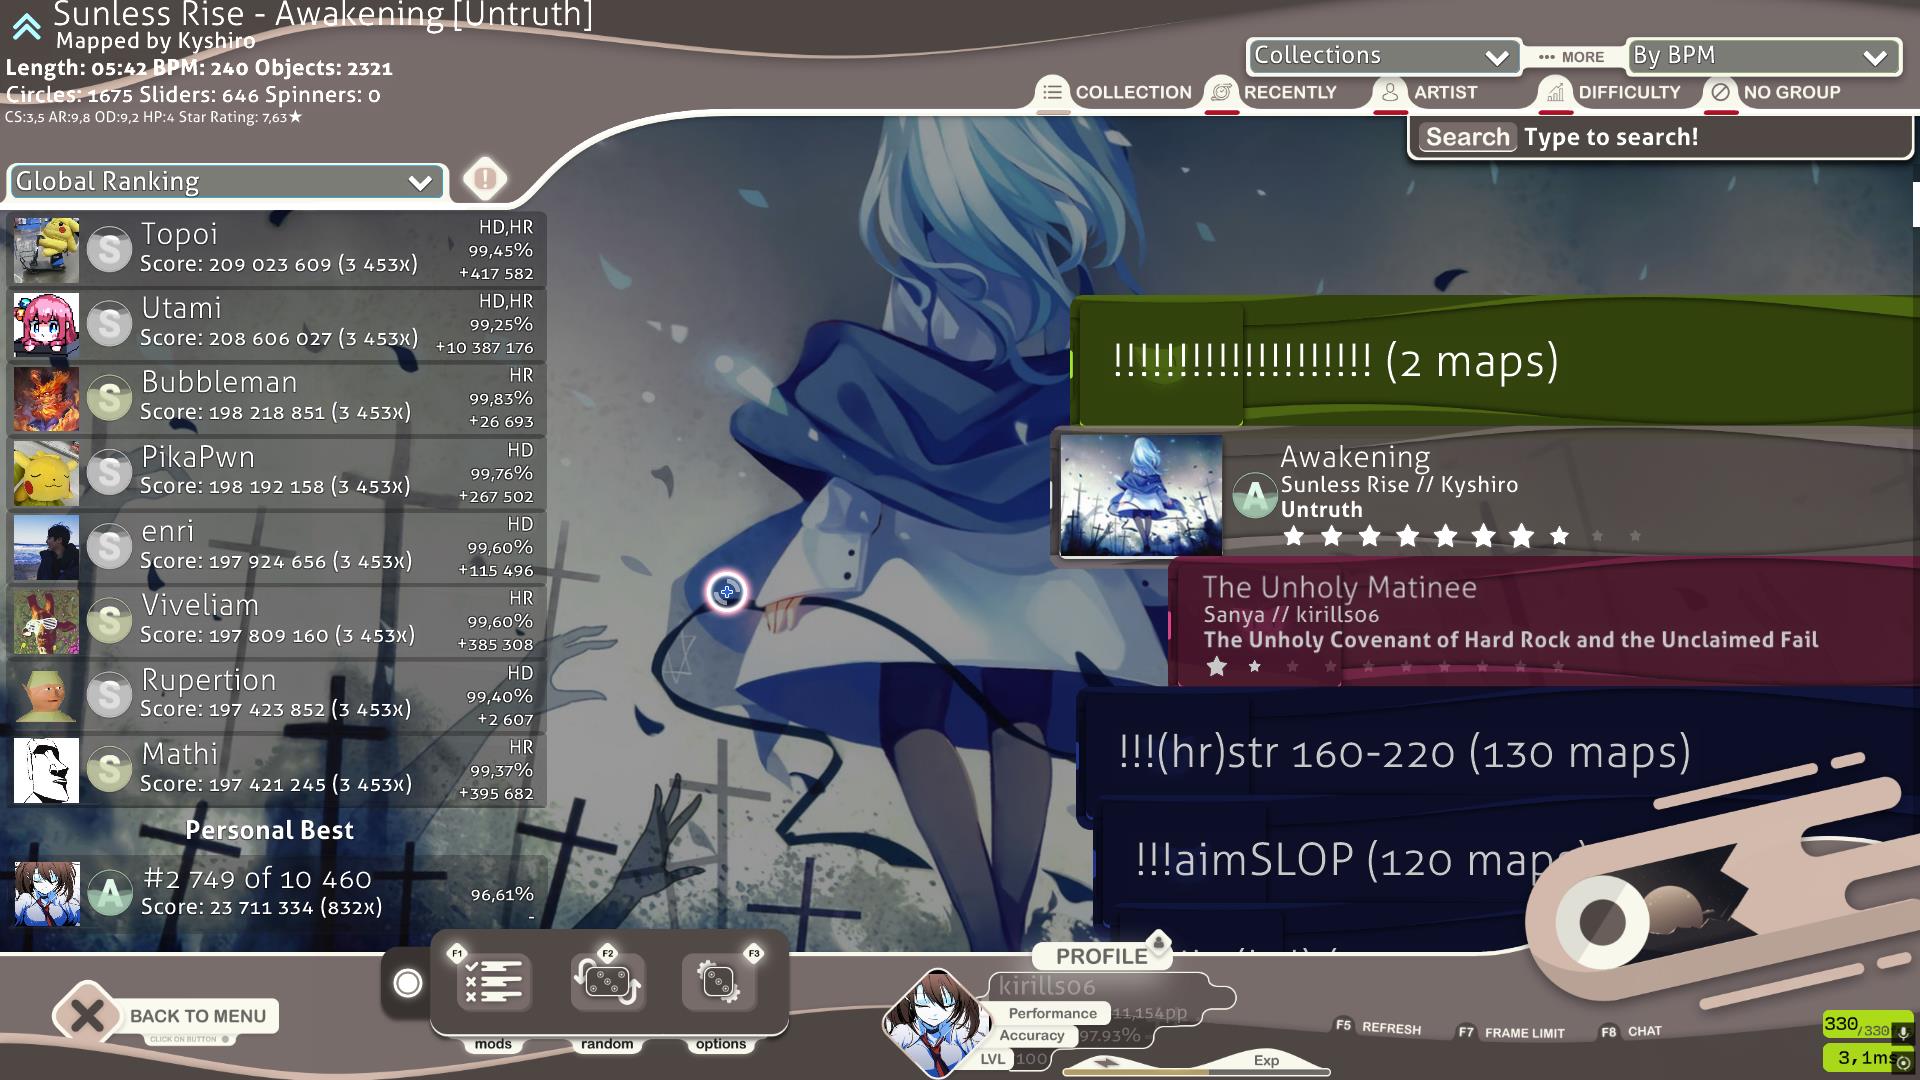 Sunless Rise - Awakening [Untruth]
Mapped by Kyshiro
Length: 05:42 BPM: 240 Objects: 2321
Circles: 1675 Sliders: 646 Spinners: 0
CS:3,5 AR:9,8 OD:9,2 HP:4 Star Rating: 7,63★
Collections
••• MORE
By BPM
COLLECTION
RECENTLY
ARTIST
DIFFICULTY
NO GROUP
Search Type to search!
Global Ranking
!
S
Topoi
Score: 209 023 609 (3 453x)
HD,HR
99,45%
+417 582
S
Utami
Score: 208 606 027 (3 453x)
HD,HR
99,25%
+10 387 176
S
Bubbleman
Score: 198 218 851 (3 453x)
HR
99,83%
+26 693
S
PikaPwn
Score: 198 192 158 (3 453x)
HD
99,76%
+267 502
S
enri
Score: 197 924 656 (3 453x)
HD
99,60%
+115 496
S
Viveliam
Score: 197 809 160 (3 453x)
HR
99,60%
+385 308
S
Rupertion
Score: 197 423 852 (3 453x)
HD
99,40%
+2 607
S
Mathi
Score: 197 421 245 (3 453x)
HR
99,37%
+395 682
Personal Best
A
#2 749 of 10 460
Score: 23 711 334 (832x)
96,61%
-
!!!!!!!!!!!!!!!!!!!! (2 maps)
A
Awakening
Sunless Rise // Kyshiro
Untruth
The Unholy Matinee
Sanya // kirills06
The Unholy Covenant of Hard Rock and the Unclaimed Fail
!!!(hr)str 160-220 (130 maps)
!!!aimSLOP (120 maps)
BACK TO MENU
CLICK ON BUTTON
F1
mods
F2
random
F3
options
PROFILE
kirills06
Performance 11,154pp
Accuracy 97.93%
LVL 100
Exp
F5 REFRESH
F7 FRAME LIMIT
F8 CHAT
330/330
3,1ms